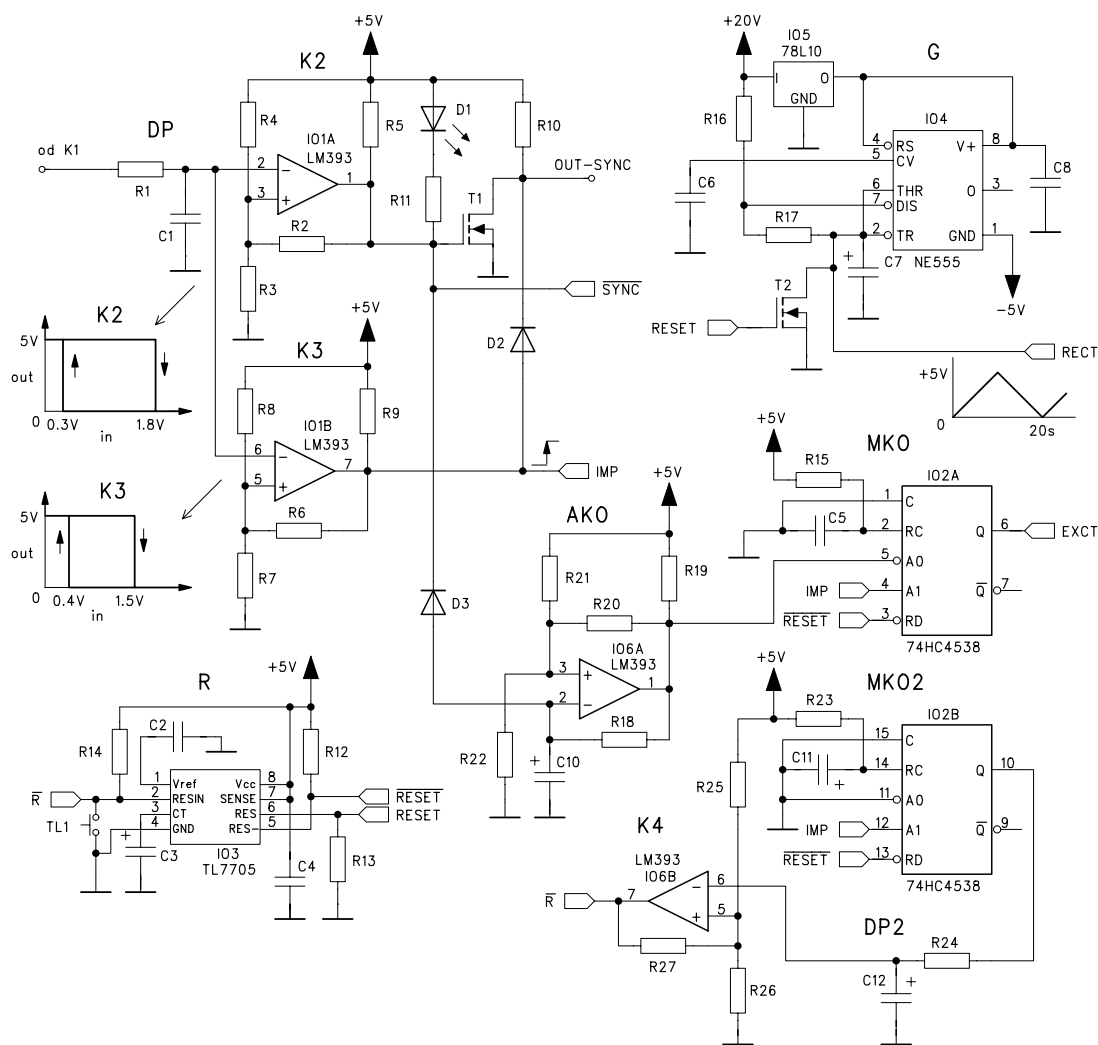 +5V
K2
R4
R5
D1
R10
IO1A
LM393
DP
od K1
R1
C1
2
3
1
R2
R11
T1
OUT-SYNC
R3
SYNC
+20V
IO5
78L10
I
O
GND
G
R16
IO4
4
RS
V+
8
5
CV
C6
6
THR
O
3
7
DIS
R17
2
TR
GND
1
C7
+
NE555
C8
-5V
T2
RESET
RECT
+5V
0
20s
K2
5V
out
0
0.3V
1.8V
in
+5V
K3
D2
R8
R9
IO1B
LM393
6
5
7
IMP
R6
R7
K3
5V
out
0
0.4V
1.5V
in
D3
+5V
AKO
R21
R19
R20
IO6A
LM393
3
2
1
R18
R22
+
C10
MKO
+5V
R15
IO2A
1
C
C5
2
RC
Q
6
EXCT
5
A0
IMP
4
A1
Q
7
RESET
3
RD
74HC4538
R
+5V
C2
R14
R12
1
Vref
Vcc
8
R
2
RESIN
SENSE
7
RESET
3
CT
RES
6
RESET
4
GND
RES-
5
TL1
+
C3
IO3
TL7705
C4
R13
MKO2
+5V
R23
IO2B
15
C
C11
+
14
RC
Q
10
11
A0
IMP
12
A1
Q
9
RESET
13
RD
74HC4538
R25
K4
LM393
IO6B
R
7
6
5
R27
R26
DP2
R24
C12
+